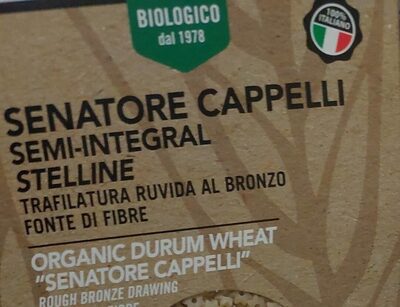 BIOLOGICO
dal 1978
100%
ITALIANO
SENATORE CAPPELLI
SEMI-INTEGRAL
STELLINE
TRAFILATURA RUVIDA AL BRONZO
FONTE DI FIBRE
ORGANIC DURUM WHEAT
"SENATORE CAPPELLI"
ROUGH BRONZE DRAWING